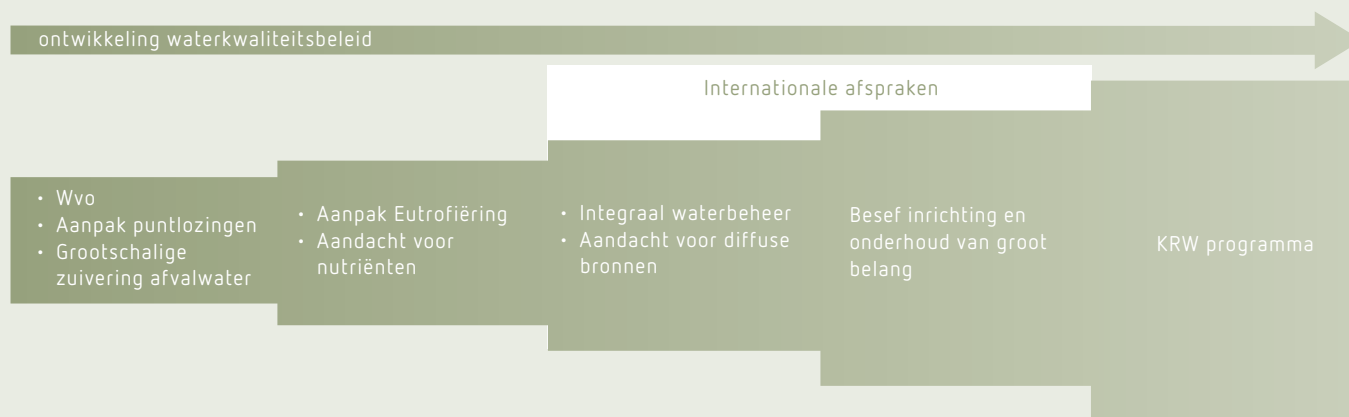 ontwikkeling waterkwaliteitsbeleid
Internationale afspraken
• Wvo
• Aanpak puntlozingen
• Grootschalige
zuivering afvalwater
• Aanpak Eutrofiëring
• Aandacht voor
nutriënten
• Integraal waterbeheer
• Aandacht voor diffuse
bronnen
Besef inrichting en
onderhoud van groot
belang
KRW programma